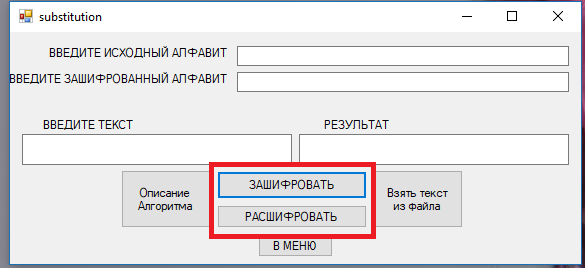 substitution
ВВЕДИТЕ ИСХОДНЫЙ АЛФАВИТ
ВВЕДИТЕ ЗАШИФРОВАННЫЙ АЛФАВИТ
ВВЕДИТЕ ТЕКСТ
РЕЗУЛЬТАТ
Описание
Алгоритма
ЗАШИФРОВАТЬ
РАСШИФРОВАТЬ
Взять текст
из файла
В МЕНЮ